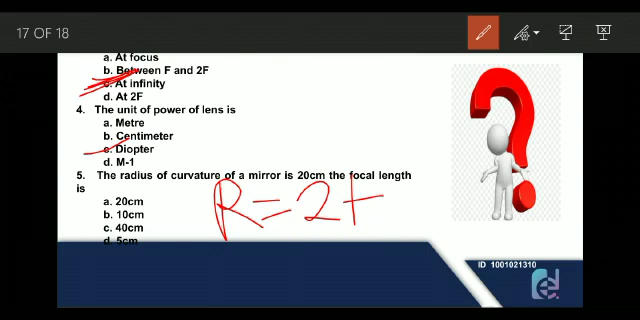 17 OF 18
a. At focus
b. Between F and 2F
c. At infinity
d. At 2F
4. The unit of power of lens is
a. Metre
b. Centimeter
c. Diopter
d. M-1
5. The radius of curvature of a mirror is 20cm the focal length
is
a. 20cm
b. 10cm
c. 40cm
d. 5cm
R=2f
ID 1001021310